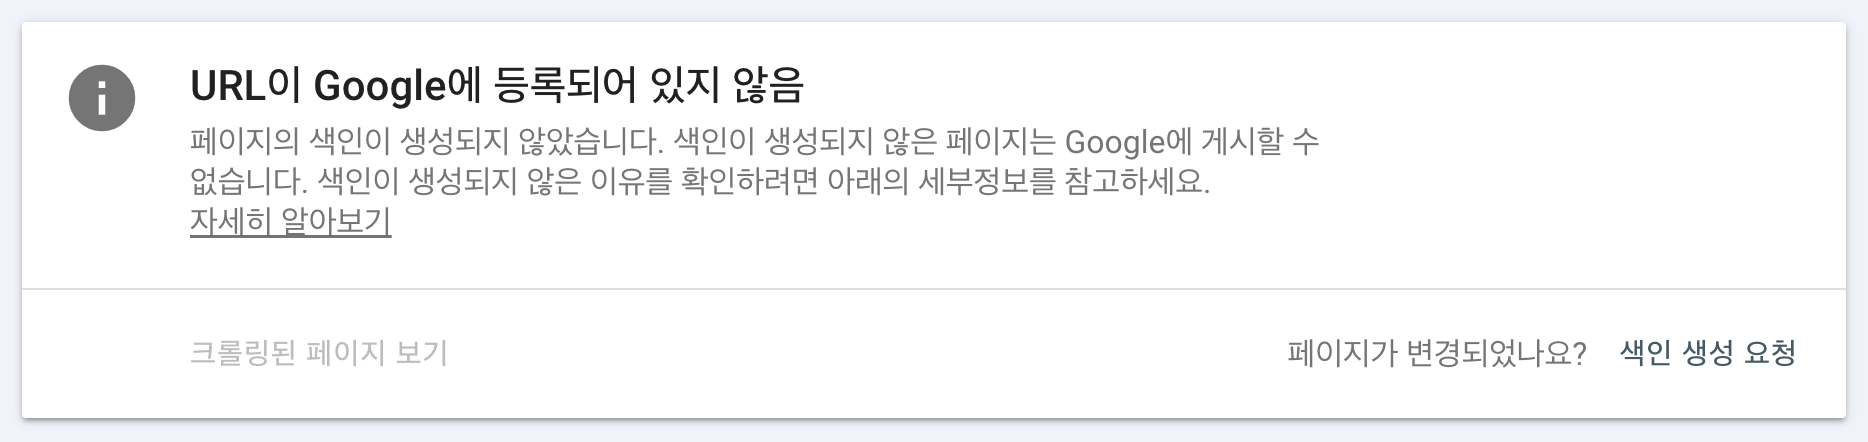 URL이 Google에 등록되어 있지 않음
페이지의 색인이 생성되지 않았습니다. 색인이 생성되지 않은 페이지는 Google에 게시할 수
없습니다. 색인이 생성되지 않은 이유를 확인하려면 아래의 세부정보를 참고하세요.
자세히 알아보기
크롤링된 페이지 보기
페이지가 변경되었나요? 색인 생성 요청